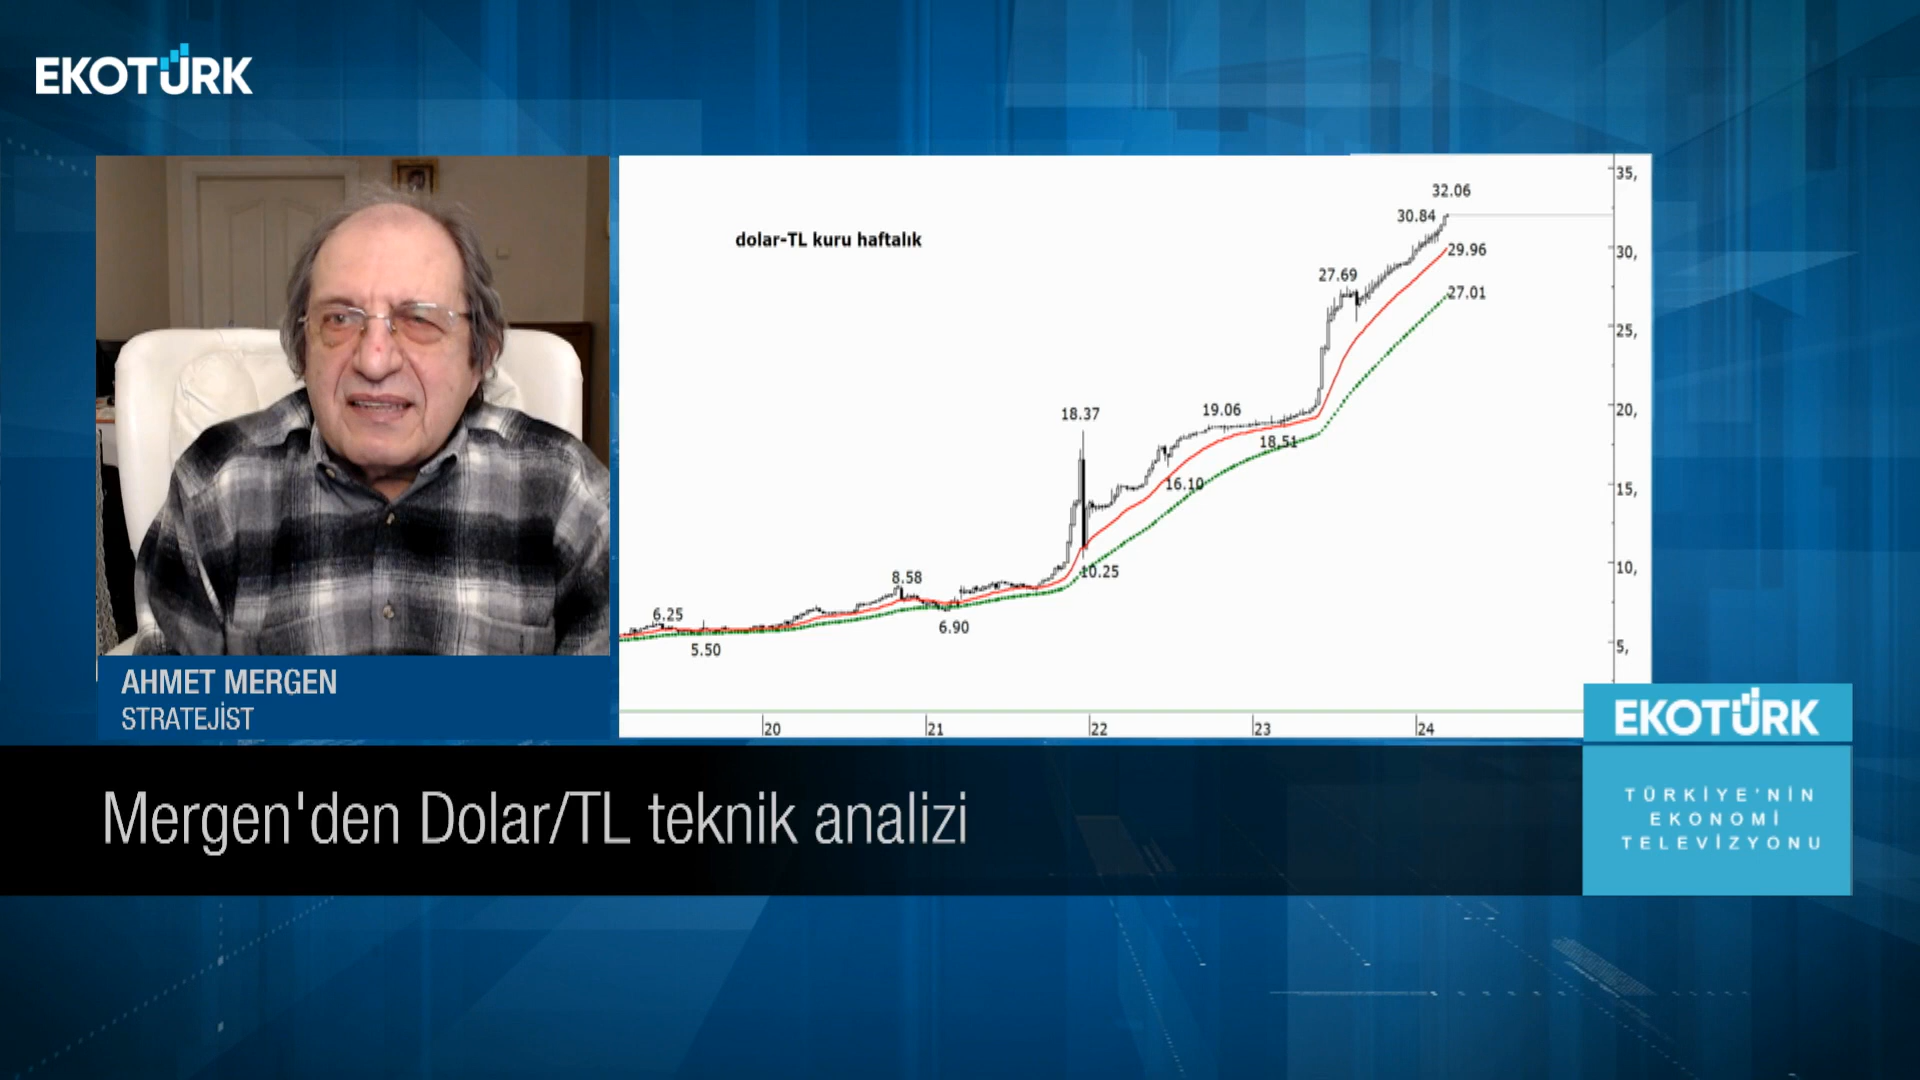 EKOTÜRK
dolar-TL kuru haftalık
35,
32.06
30.84
30,
29.96
27.69
27.01
25,
20,
19.06
18.37
18.51
15,
16.10
10,
10.25
8.58
6.25
6.90
5,
5.50
20
21
22
23
24
AHMET MERGEN
STRATEJİST
EKOTÜRK
Mergen'den Dolar/TL teknik analizi
TÜRKİYE'NİN
EKONOMİ
TELEVİZYONU